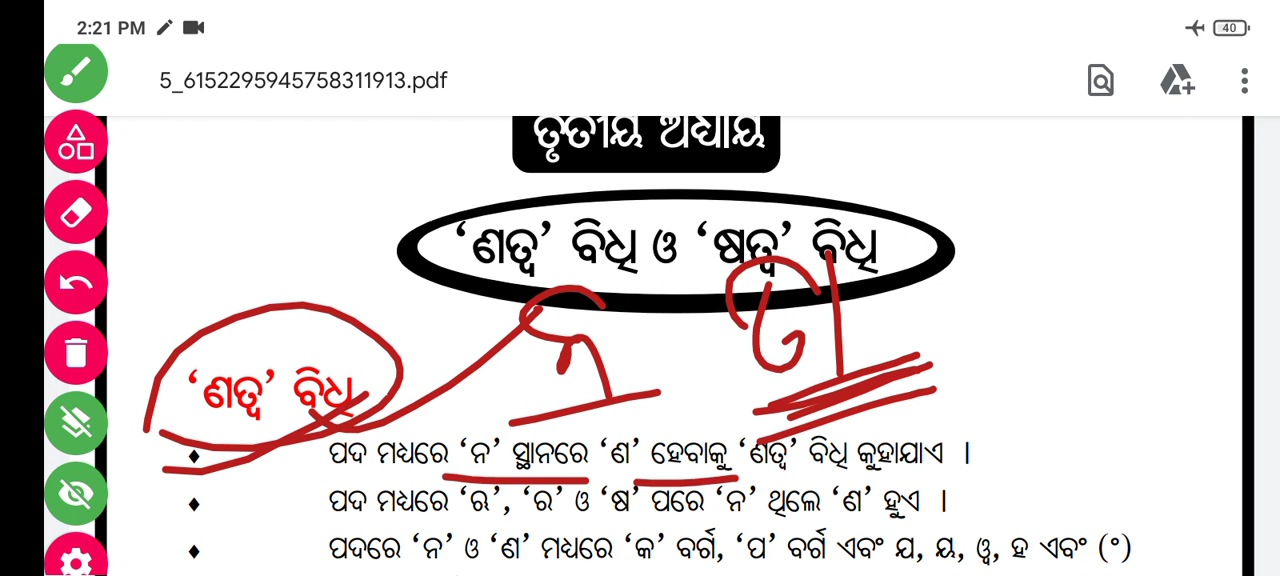 2:21 PM 40
5_6152295945758311913.pdf
ତୃତୀୟ ଅଧ୍ୟାୟ
‘ଣତ୍ୱ’ ବିଧି ଓ ‘ଷତ୍ୱ’ ବିଧି
ନ ଣ
‘ଣତ୍ୱ’ ବିଧି
♦ ପଦ ମଧ୍ୟରେ ‘ନ’ ସ୍ଥାନରେ ‘ଣ’ ହେବାକୁ ‘ଣତ୍ୱ’ ବିଧି କୁହାଯାଏ ।
♦ ପଦ ମଧ୍ୟରେ ‘ଋ’, ‘ର’ ଓ ‘ଷ’ ପରେ ‘ନ’ ଥିଲେ ‘ଣ’ ହୁଏ ।
♦ ପଦରେ ‘ନ’ ଓ ‘ଣ’ ମଧ୍ୟରେ ‘କ’ ବର୍ଗ, ‘ପ’ ବର୍ଗ ଏବଂ ଯ, ୟ, ୱ, ହ ଏବଂ (ଂ)